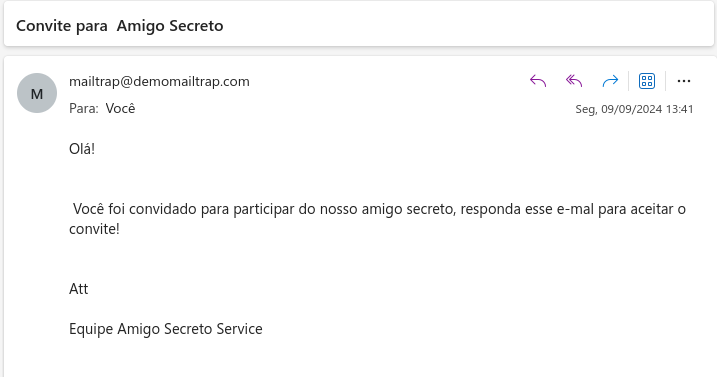 Convite para  Amigo Secreto
M
mailtrap@demomailtrap.com
Para: Você
Seg, 09/09/2024 13:41
Olá!
Você foi convidado para participar do nosso amigo secreto, responda esse e-mal para aceitar o
convite!
Att
Equipe Amigo Secreto Service